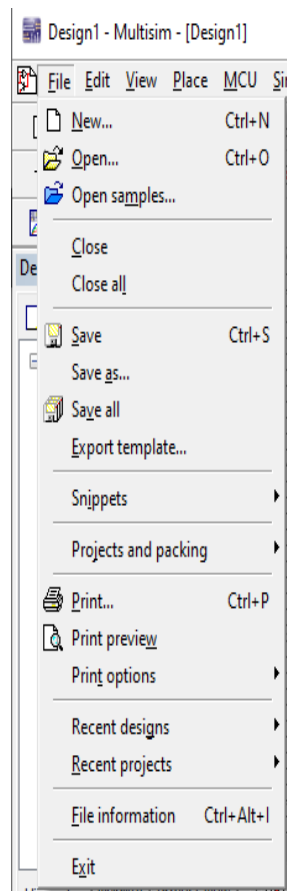 Design1 - Multisim - [Design1]
File Edit View Place MCU
New... Ctrl+N
Open... Ctrl+O
Open samples...
Close
Close all
De
Save Ctrl+S
Save as...
Save all
Export template...
Snippets
Projects and packing
Print... Ctrl+P
Print preview
Print options
Recent designs
Recent projects
File information Ctrl+Alt+I
Exit